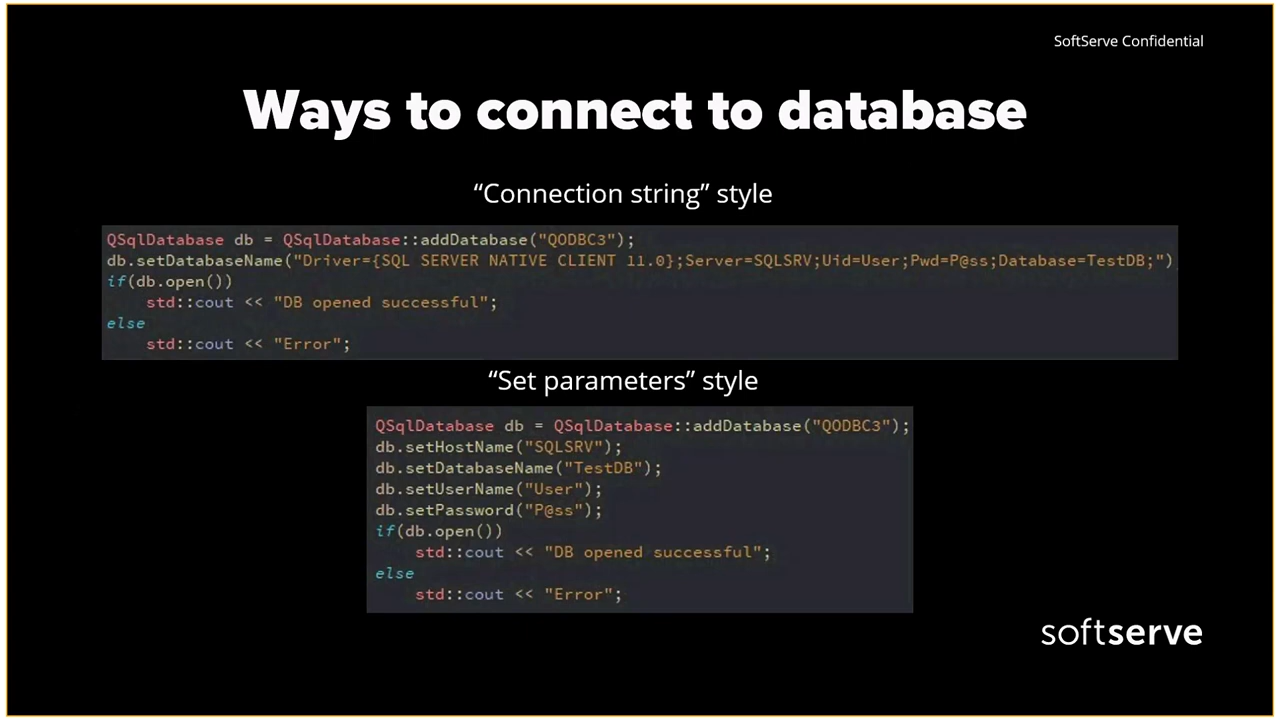 SoftServe Confidential
Ways to connect to database
“Connection string” style
QSqlDatabase db = QSqlDatabase::addDatabase("QODBC3");
db.setDatabaseName("Driver={SQL SERVER NATIVE CLIENT 11.0};Server=SQLSRV;Uid=User;Pwd=P@ss;Database=TestDB;")
if(db.open())
    std::cout << "DB opened successful";
else
    std::cout << "Error";
“Set parameters” style
QSqlDatabase db = QSqlDatabase::addDatabase("QODBC3");
db.setHostName("SQLSRV");
db.setDatabaseName("TestDB");
db.setUserName("User");
db.setPassword("P@ss");
if(db.open())
    std::cout << "DB opened successful";
else
    std::cout << "Error";
softserve